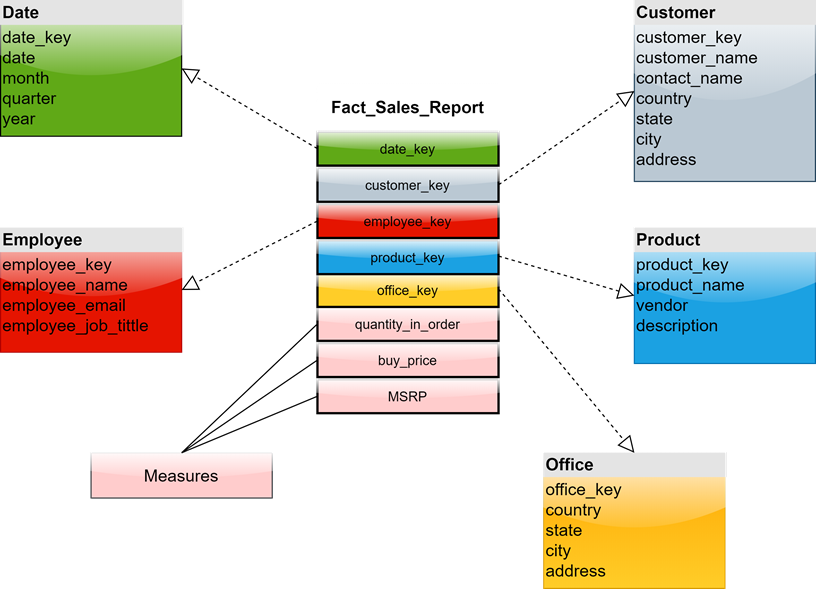 Date
date_key
date
month
quarter
year
Customer
customer_key
customer_name
contact_name
country
state
city
address
Fact_Sales_Report
date_key
customer_key
employee_key
product_key
office_key
quantity_in_order
buy_price
MSRP
Employee
employee_key
employee_name
employee_email
employee_job_tittle
Product
product_key
product_name
vendor
description
Measures
Office
office_key
country
state
city
address